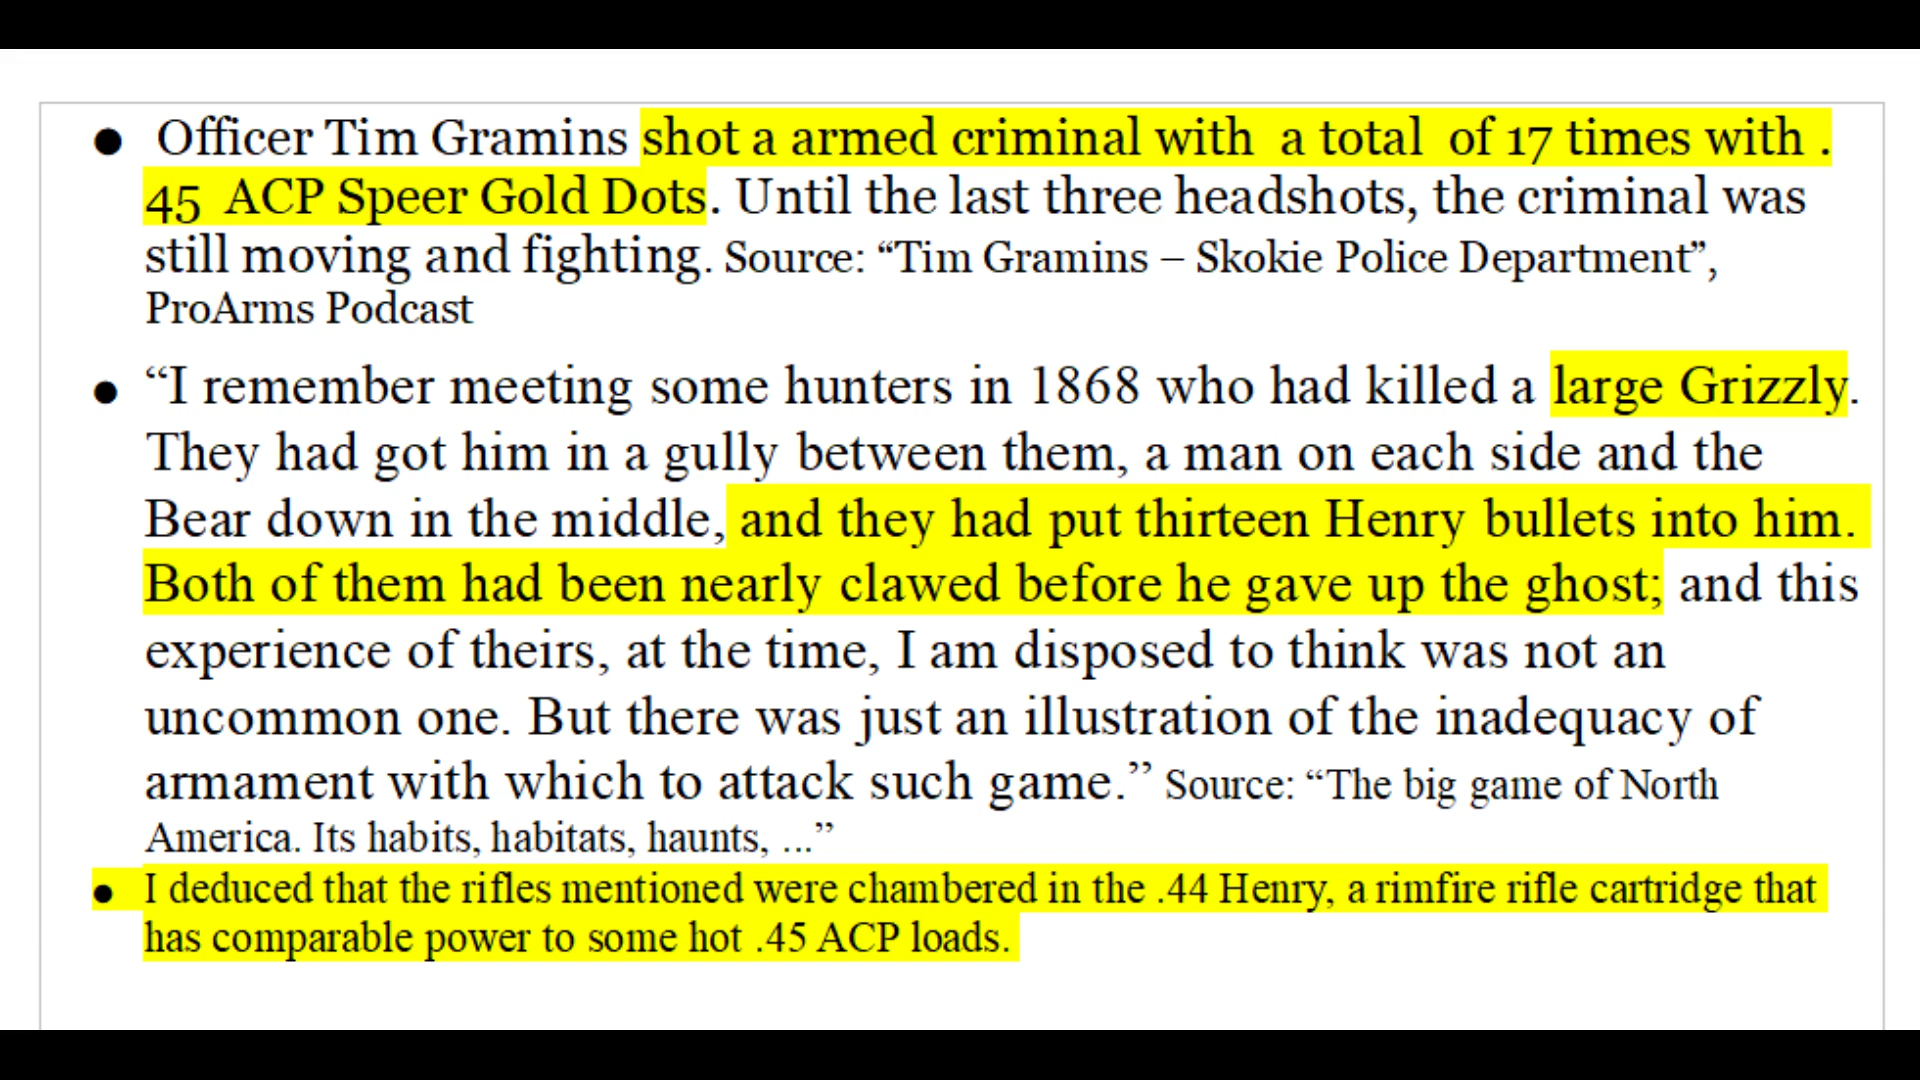 ● Officer Tim Gramins shot a armed criminal with a total of 17 times with .
45 ACP Speer Gold Dots. Until the last three headshots, the criminal was
still moving and fighting. Source: “Tim Gramins – Skokie Police Department”,
ProArms Podcast
● “I remember meeting some hunters in 1868 who had killed a large Grizzly.
They had got him in a gully between them, a man on each side and the
Bear down in the middle, and they had put thirteen Henry bullets into him.
Both of them had been nearly clawed before he gave up the ghost; and this
experience of theirs, at the time, I am disposed to think was not an
uncommon one. But there was just an illustration of the inadequacy of
armament with which to attack such game.” Source: “The big game of North
America. Its habits, habitats, haunts, ...”
● I deduced that the rifles mentioned were chambered in the .44 Henry, a rimfire rifle cartridge that
has comparable power to some hot .45 ACP loads.